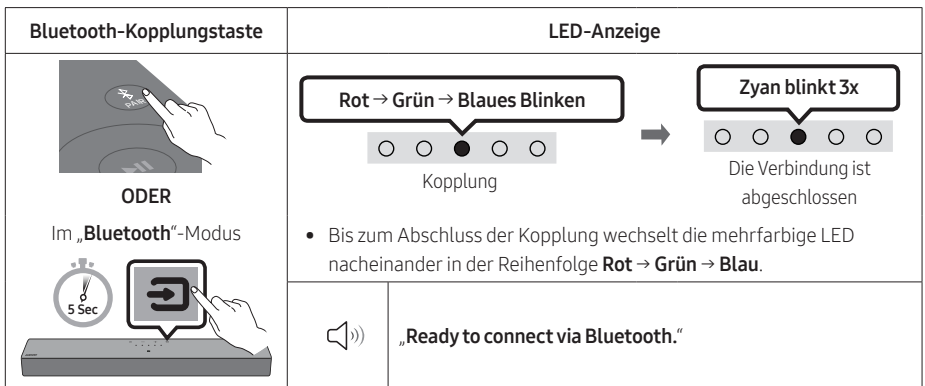 Bluetooth-Kopplungstaste
LED-Anzeige
PAIR
ODER
Im „Bluetooth“-Modus
5 Sec
Rot → Grün → Blaues Blinken
Kopplung
Zyan blinkt 3x
Die Verbindung ist
abgeschlossen
• Bis zum Abschluss der Kopplung wechselt die mehrfarbige LED
nacheinander in der Reihenfolge Rot → Grün → Blau.
„Ready to connect via Bluetooth.“